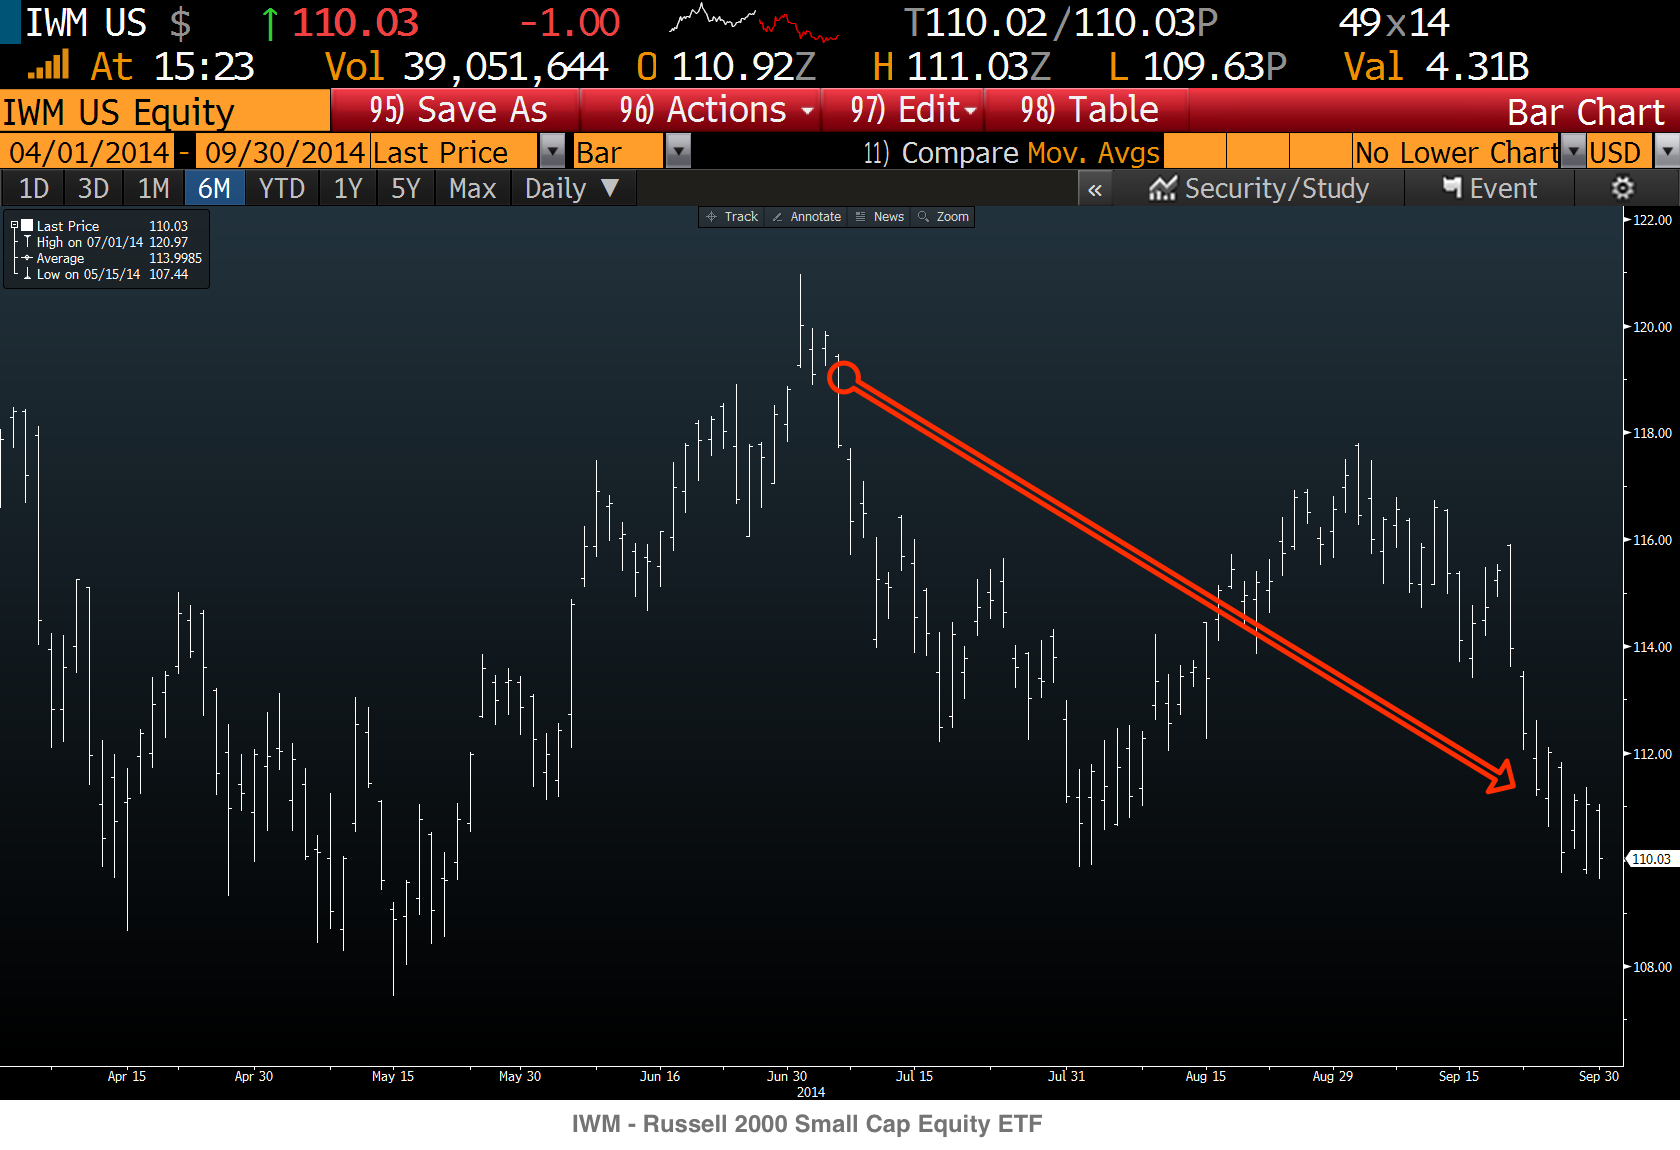 IWM US $ ↑ 110.03 -1.00 T110.02/110.03P 49x14
At 15:23 Vol 39,051,644 O 110.92Z H 111.03Z L 109.63P Val 4.31B
IWM US Equity 95) Save As 96) Actions 97) Edit 98) Table Bar Chart
04/01/2014 - 09/30/2014 Last Price Bar 11) Compare Mov. Avgs No Lower Chart USD
1D 3D 1M 6M YTD 1Y 5Y Max Daily ▼ « Security/Study Event
Track Annotate News Zoom
Last Price 110.03
High on 07/01/14 120.97
Average 113.9985
Low on 05/15/14 107.44
122.00
120.00
118.00
116.00
114.00
112.00
110.03
108.00
Apr 15 Apr 30 May 15 May 30 Jun 16 Jun 30 Jul 15 Jul 31 Aug 15 Aug 29 Sep 15 Sep 30
2014
IWM - Russell 2000 Small Cap Equity ETF